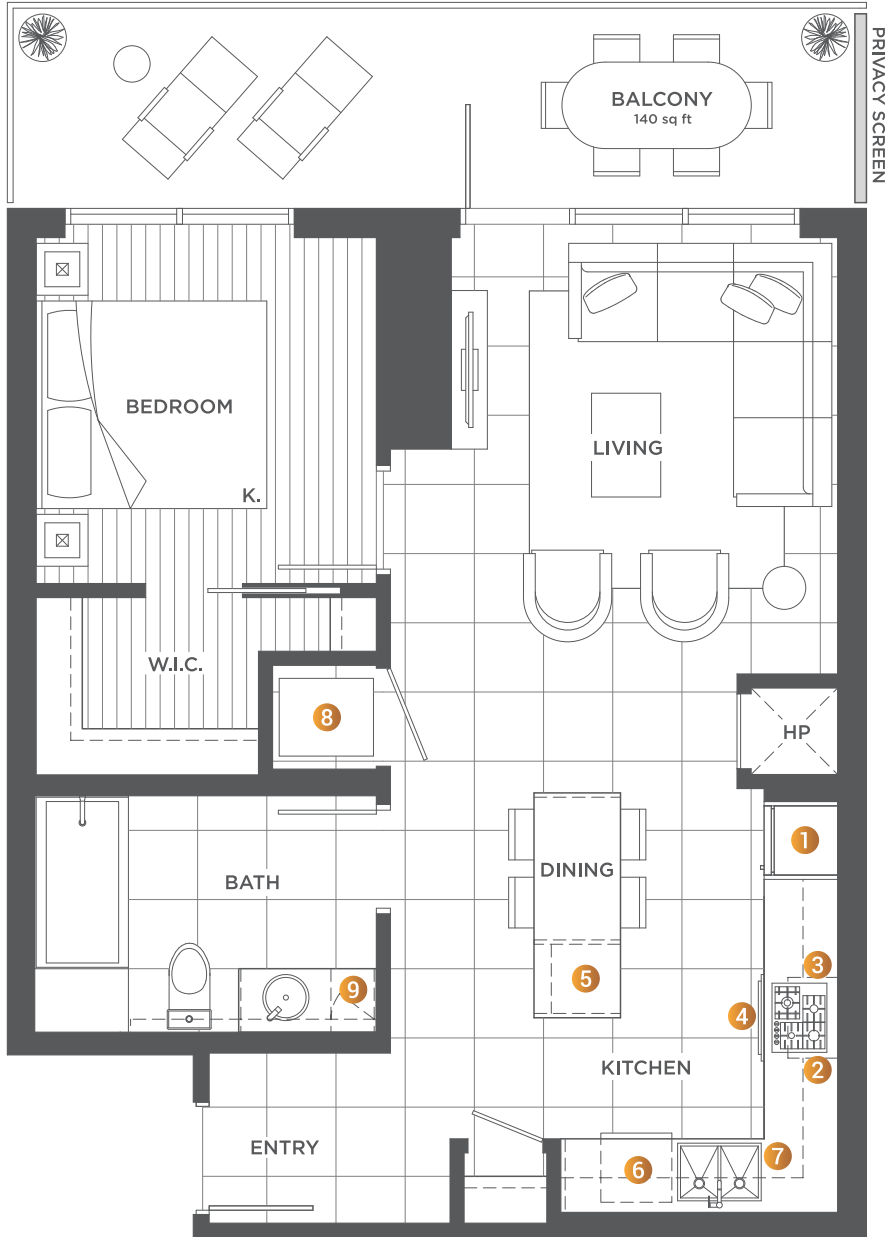 PRIVACY SCREEN
BALCONY
140 sq ft
BEDROOM
K.
LIVING
W.I.C.
8
HP
1
BATH
DINING
3
5
9
4
2
KITCHEN
ENTRY
6
7